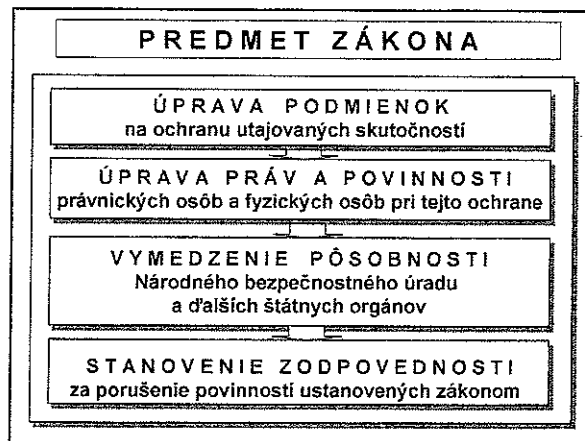 PREDMET ZÁKONA
ÚPRAVA PODMIENOK
na ochranu utajovaných skutočností
ÚPRAVA PRÁV A POVINNOSTI
právnických osôb a fyzických osôb pri tejto ochrane
VYMEDZENIE PÔSOBNOSTI
Národného bezpečnostného úradu
a ďalších štátnych orgánov
STANOVENIE ZODPOVEDNOSTI
za porušenie povinností ustanovených zákonom